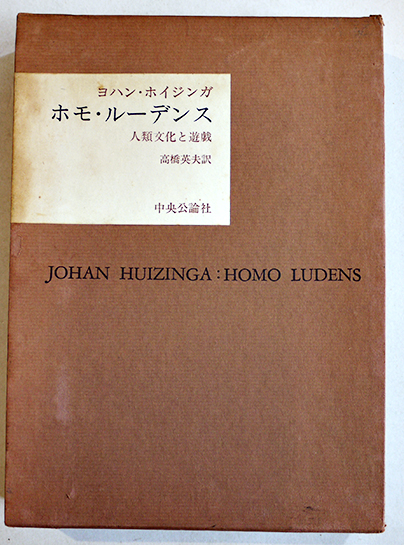 ヨハン・ホイジンガ
ホモ・ルーデンス
人類文化と遊戯
高橋英夫訳
中央公論社
JOHAN HUIZINGA:HOMO LUDENS